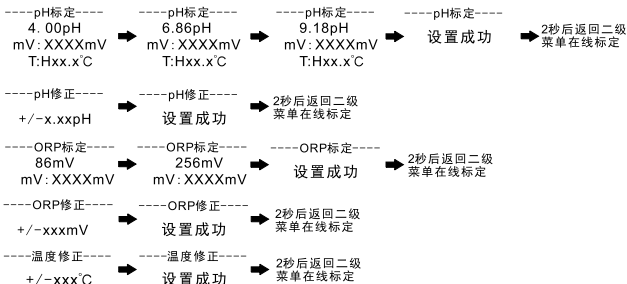 ----pH标定----
4. 00pH
mV:XXXXmV
T:Hxx.x℃
----pH标定----
6.86pH
mV:XXXXmV
T:Hxx.x℃
----pH标定----
9.18pH
mV:XXXXmV
T:Hxx.x℃
----pH标定----
设置成功
2秒后返回二级
菜单在线标定
----pH修正----
+/-x.xxpH
----pH修正----
设置成功
2秒后返回二级
菜单在线标定
----ORP标定----
86mV
mV:XXXXmV
----ORP标定----
256mV
mV:XXXXmV
----ORP标定----
设置成功
2秒后返回二级
菜单在线标定
----ORP修正----
+/-xxxmV
----ORP修正----
设置成功
2秒后返回二级
菜单在线标定
----温度修正----
+/-xxx℃
----温度修正----
设置成功
2秒后返回二级
菜单在线标定